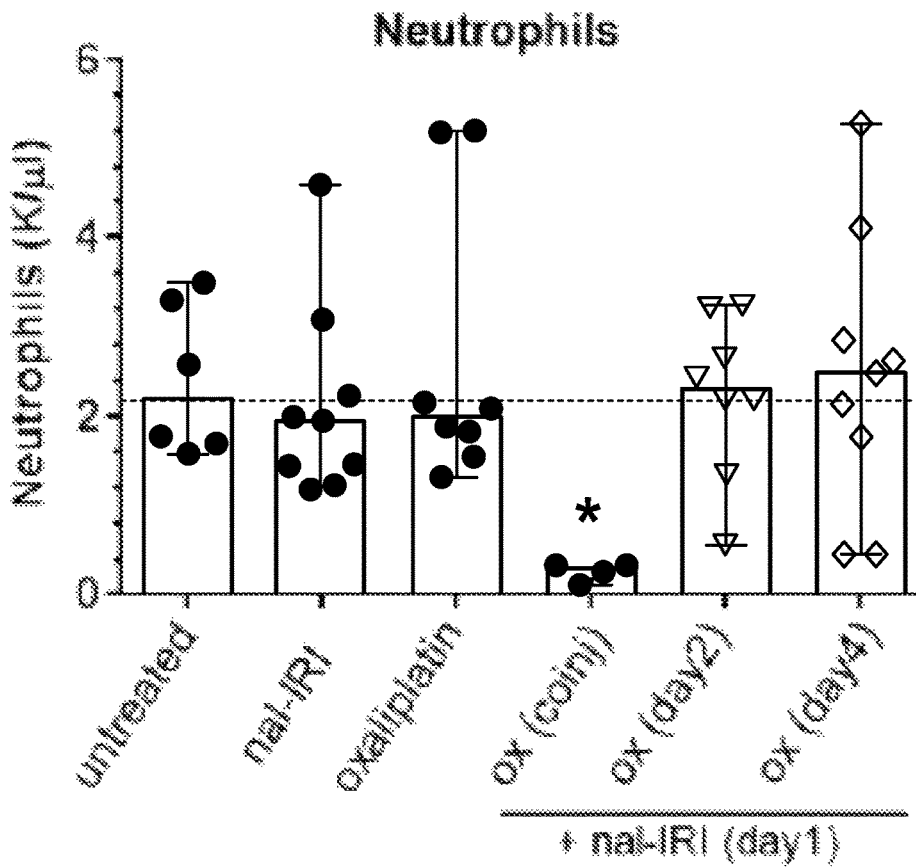 Neutrophils
Neutrophils (K/µl)
6
4
2
0
*
untreated
nal-IRI
oxaliplatin
ox (coinj)
ox (day2)
ox (day4)
+ nal-IRI (day1)